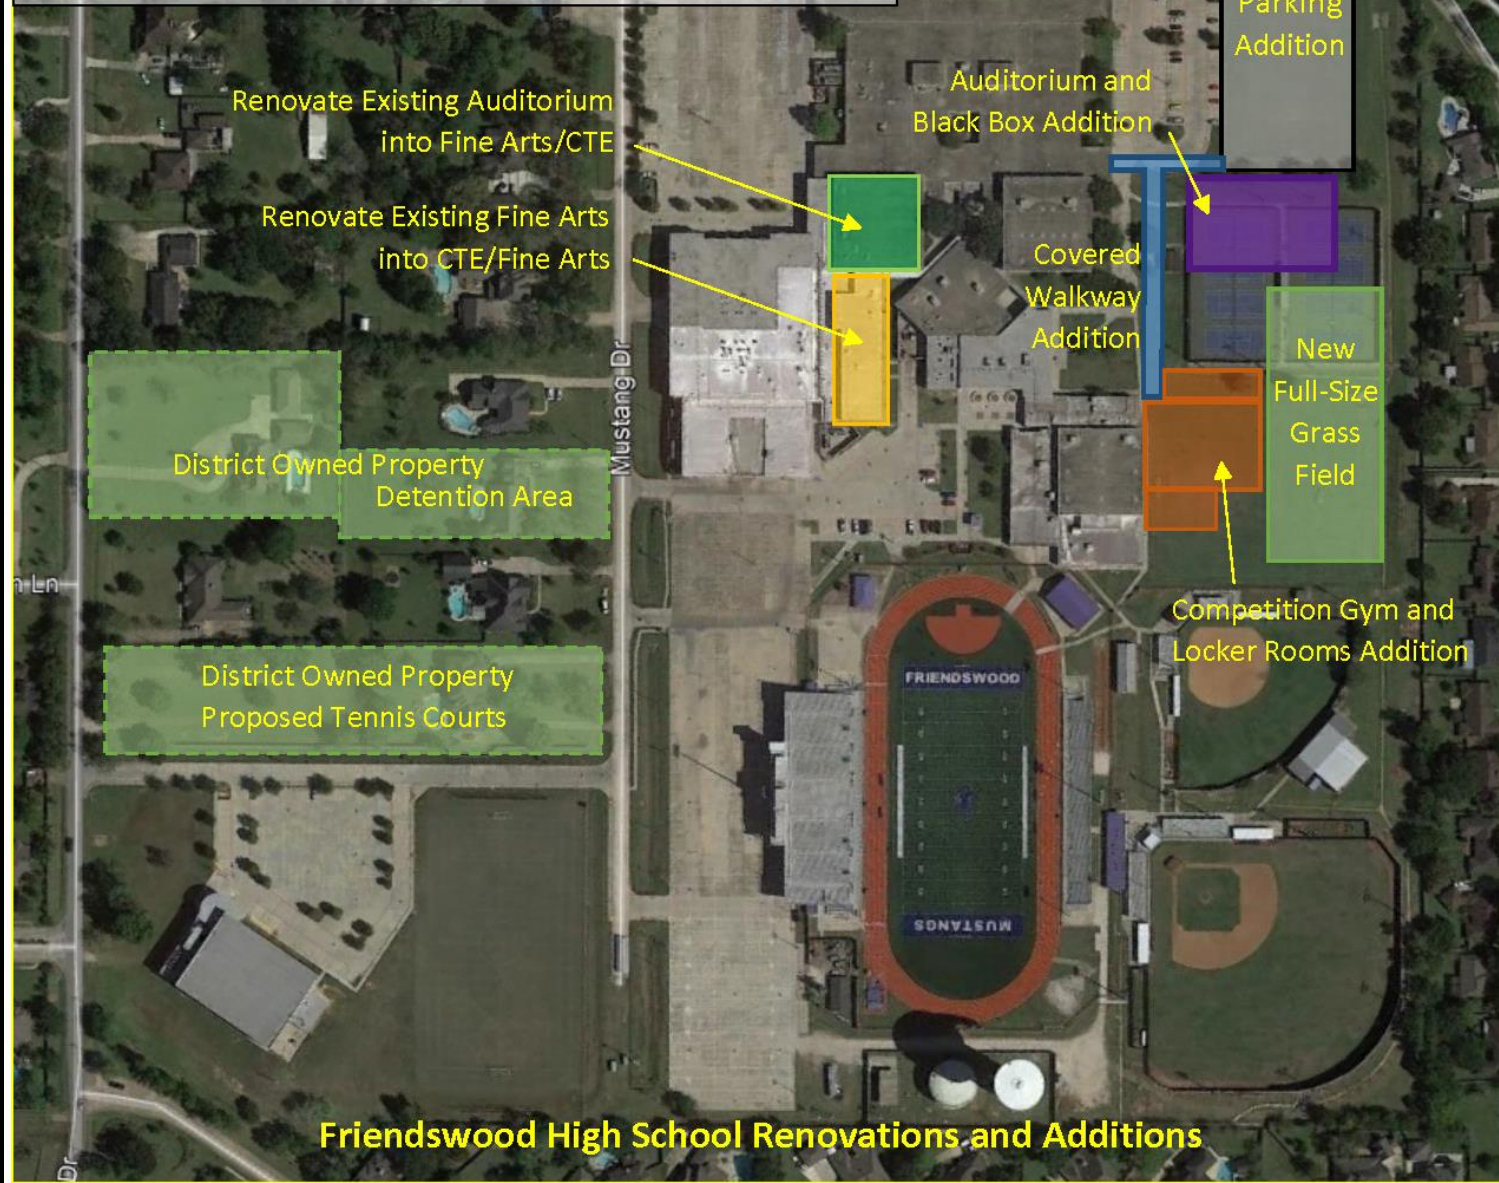 Parking
Addition
Auditorium and
Black Box Addition
Renovate Existing Auditorium
into Fine Arts/CTE
Renovate Existing Fine Arts
into CTE/Fine Arts
Covered
Walkway
Addition
New
Full-Size
Grass
Field
Mustang Dr
District Owned Property
Detention Area
n Ln
Competition Gym and
Locker Rooms Addition
District Owned Property
Proposed Tennis Courts
FRIENDSWOOD
MUSTANGS
Friendswood High School Renovations and Additions
Dr